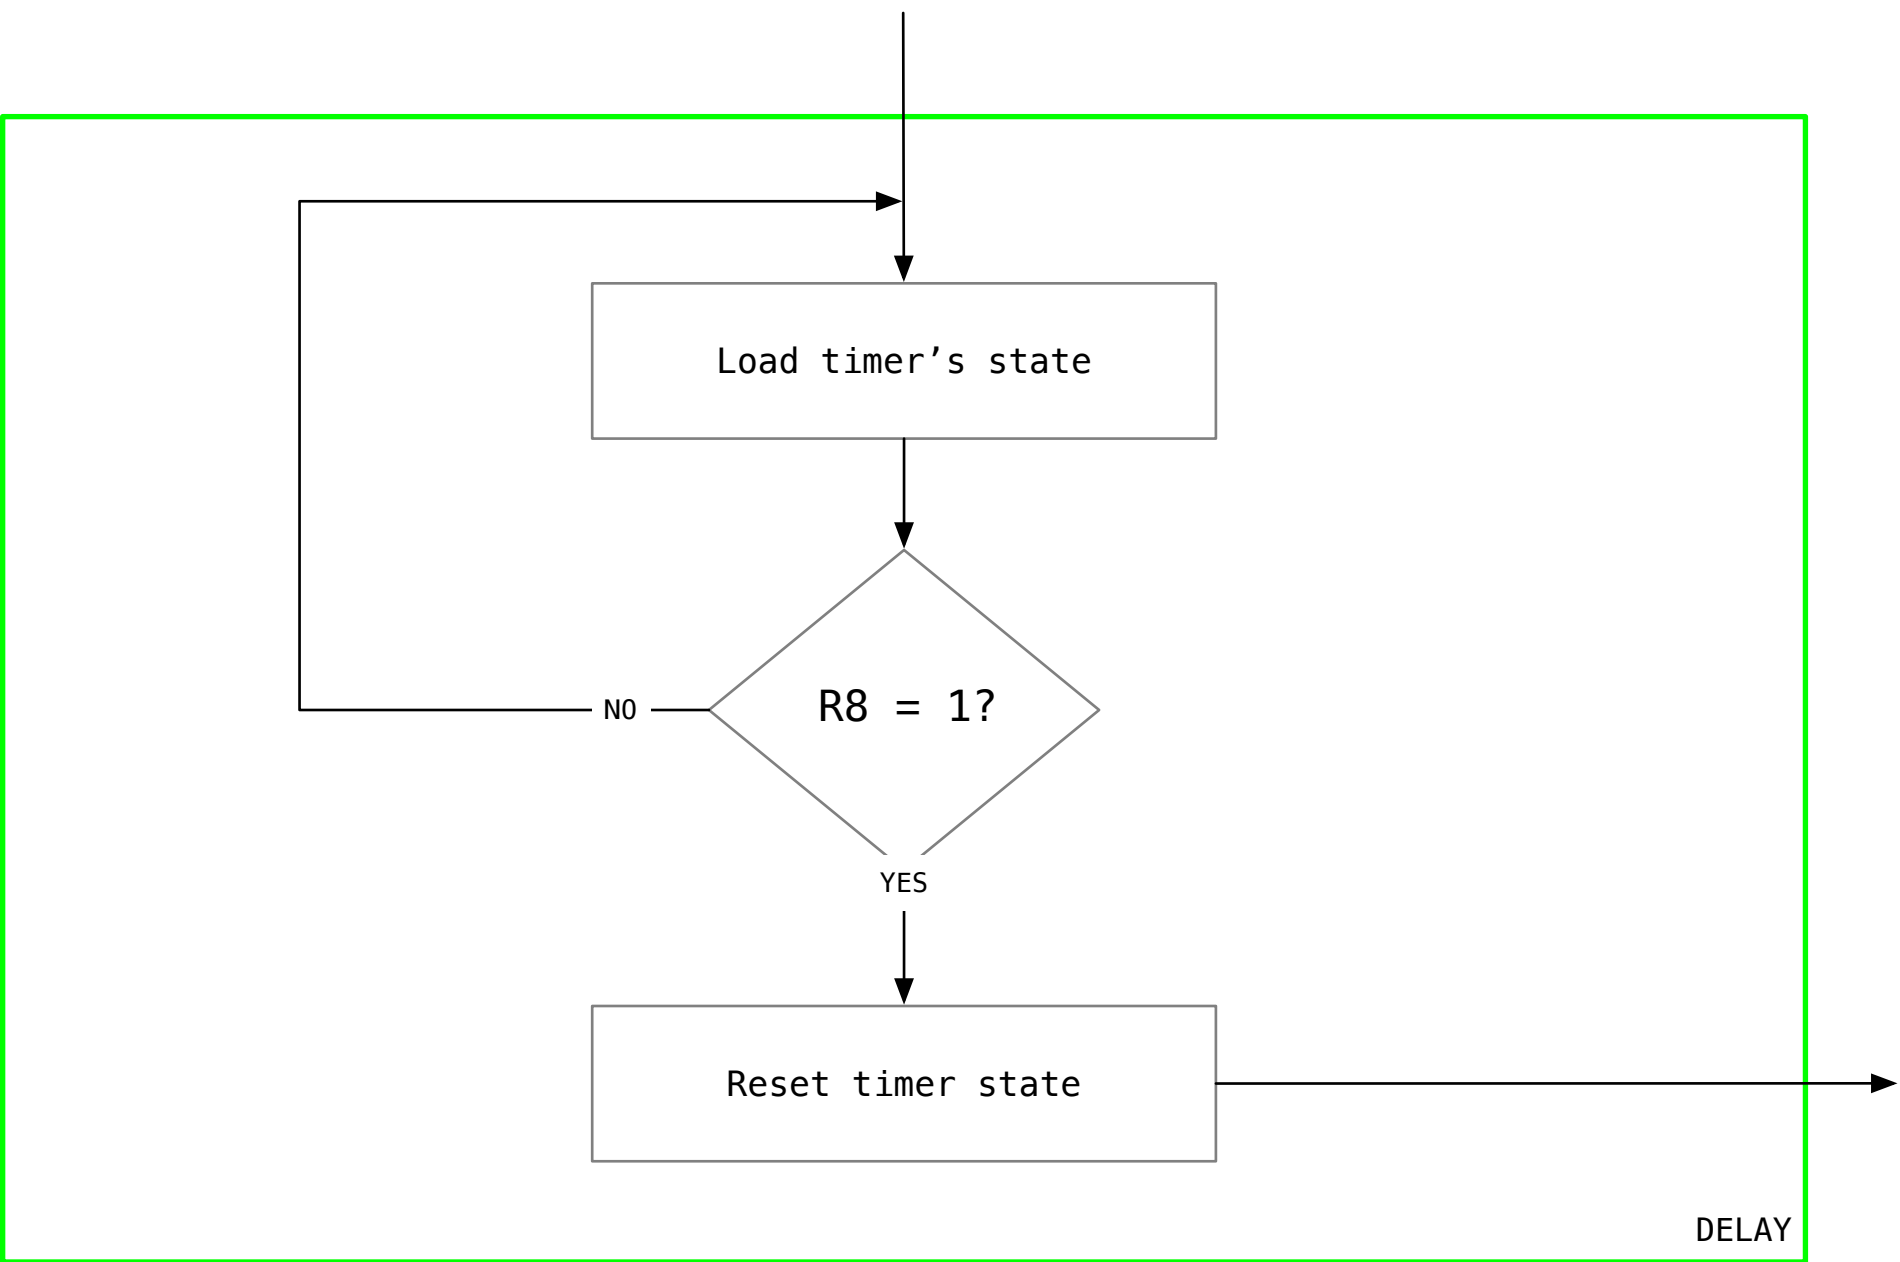 Load timer’s state
R8 = 1?
NO
YES
Reset timer state
DELAY